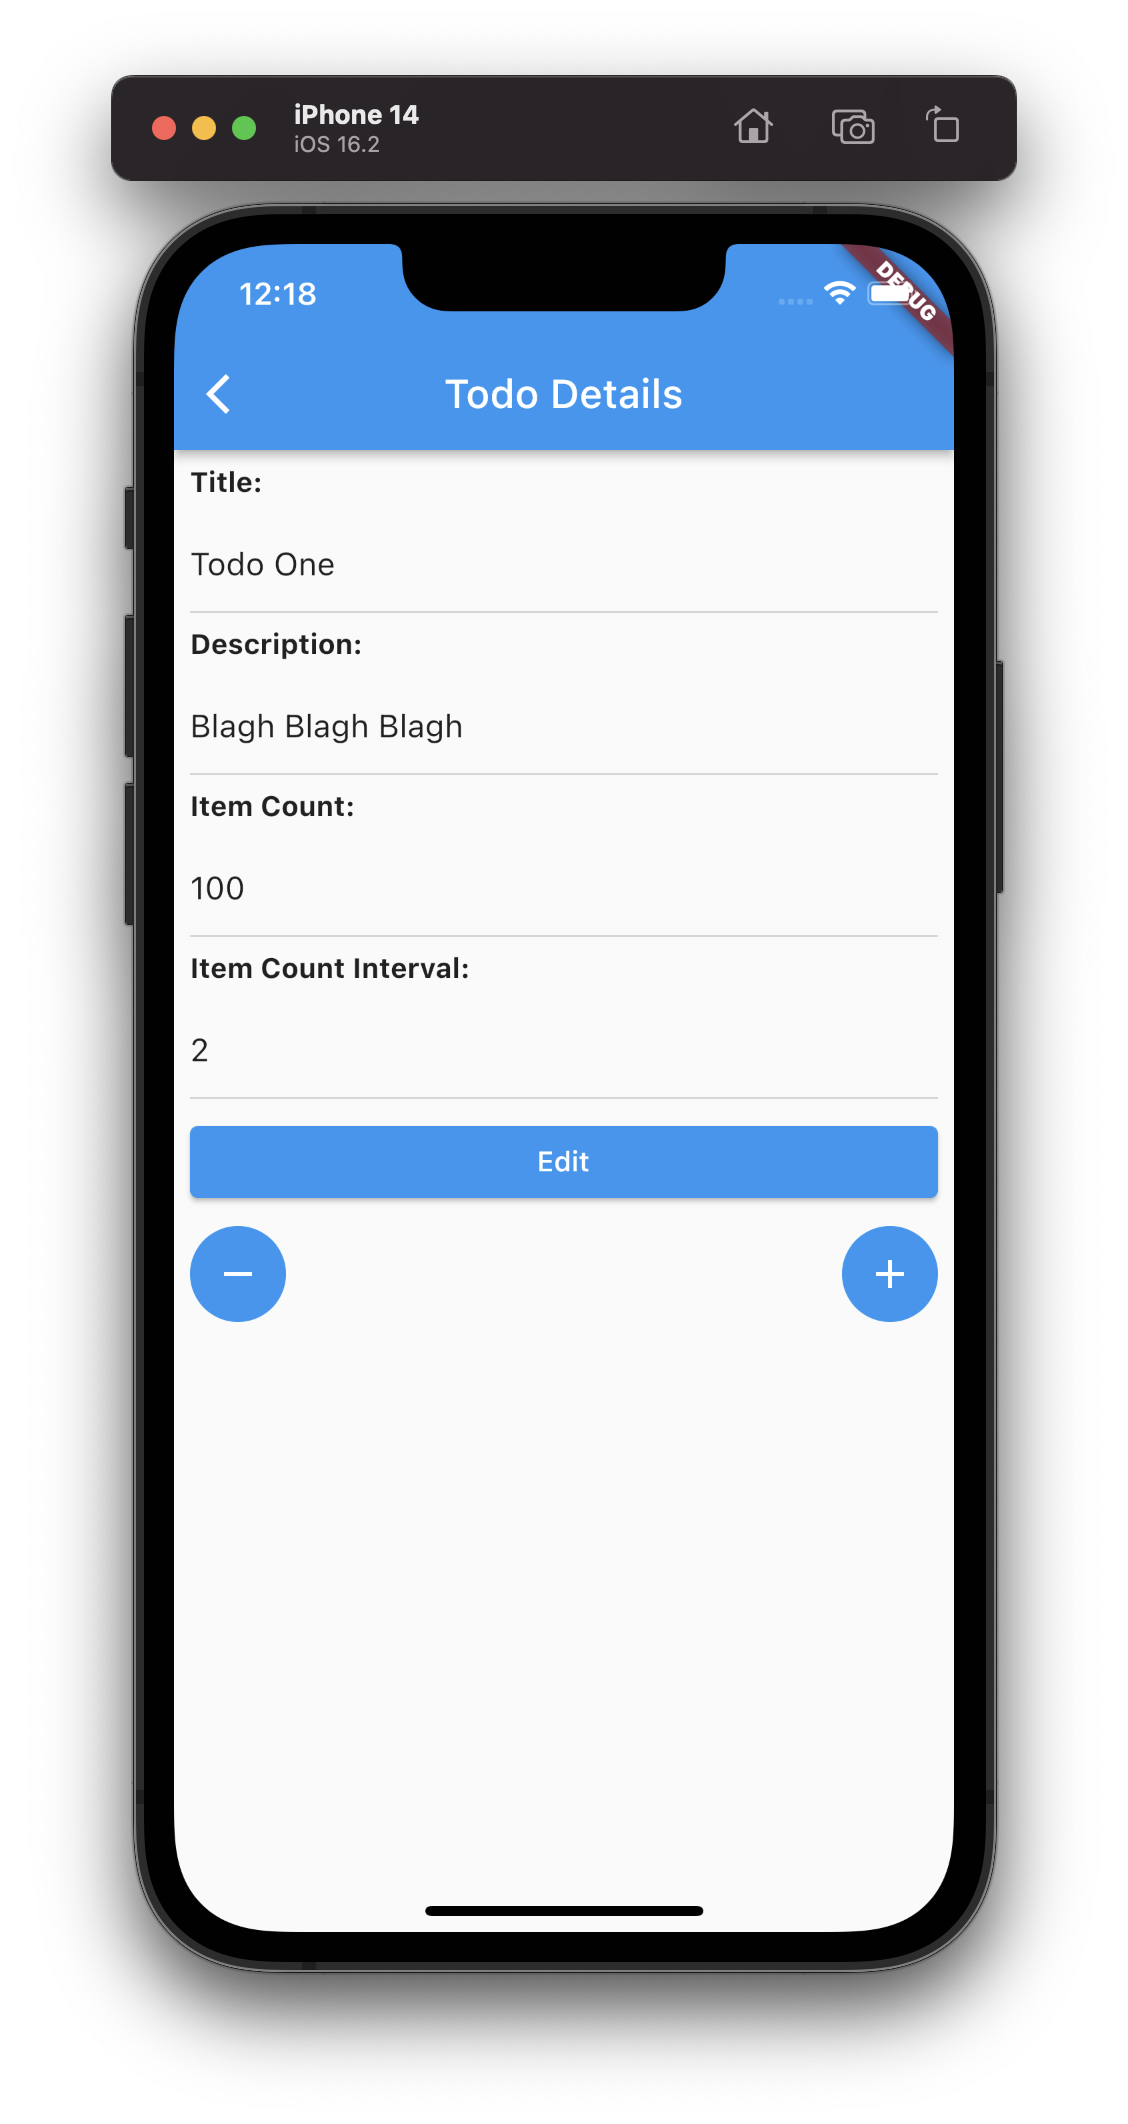 iPhone 14
iOS 16.2
12:18
DEBUG
Todo Details
Title:
Todo One
Description:
Blagh Blagh Blagh
Item Count:
100
Item Count Interval:
2
Edit